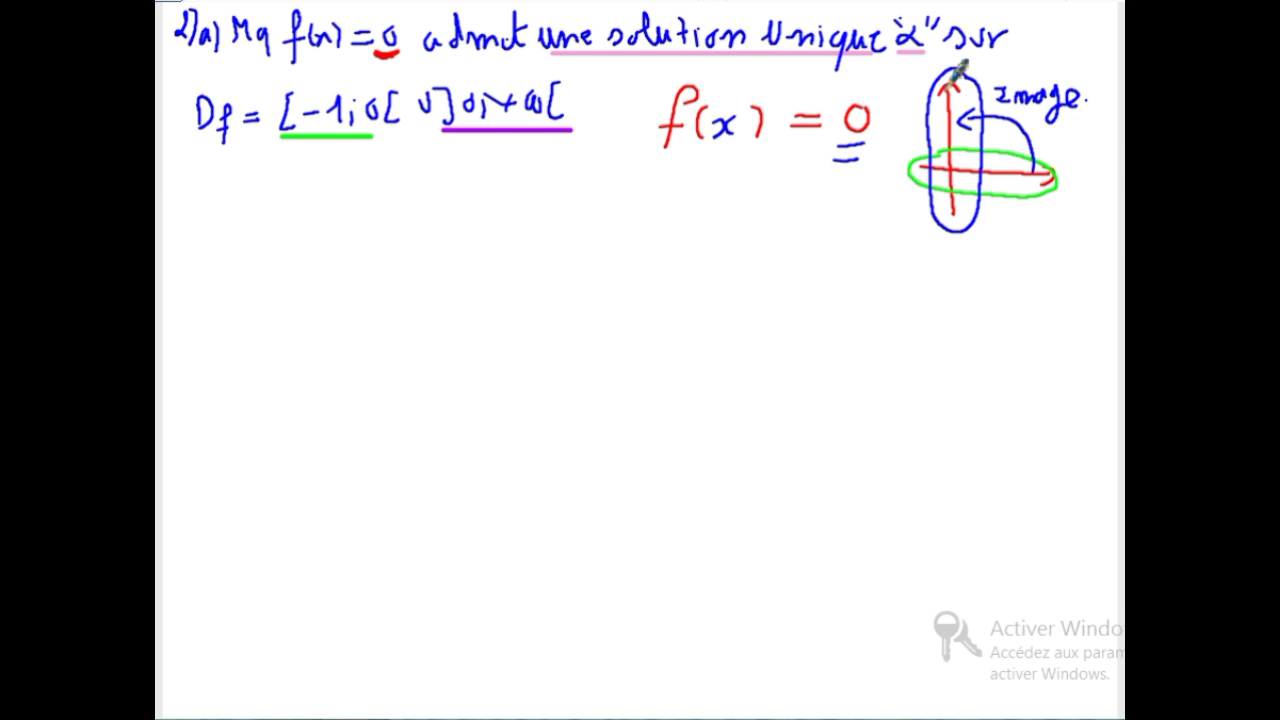 2)a) Mq f(x) = 0 admet une solution unique "α" sur
Df = [-1; 0[ ∪ ]0; +∞[
f(x) = 0
Image.
Activer Windo
Accédez aux param
activer Windows.